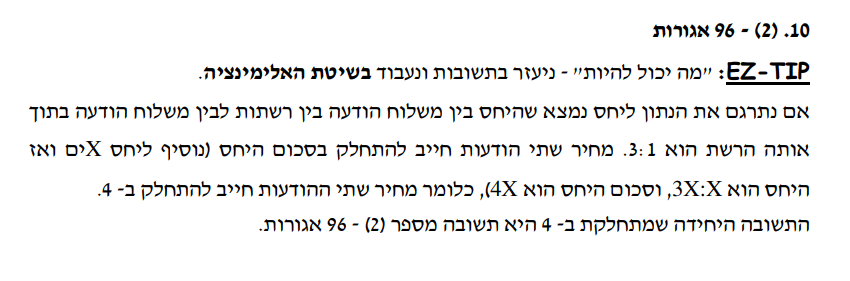 10. (2) - 96 אגורות
EZ-TIP: "מה יכול להיות" - ניעזר בתשובות ונעבוד בשיטת האלימינציה.
אם נתרגם את הנתון ליחס נמצא שהיחס בין משלוח הודעה בין רשתות לבין משלוח הודעה בתוך
אותה הרשת הוא 3:1. מחיר שתי הודעות חייב להתחלק בסכום היחס (נוסיף ליחס Xים ואז
היחס הוא 3X:X, וסכום היחס הוא 4X), כלומר מחיר שתי ההודעות חייב להתחלק ב- 4.
התשובה היחידה שמתחלקת ב- 4 היא תשובה מספר (2) - 96 אגורות.